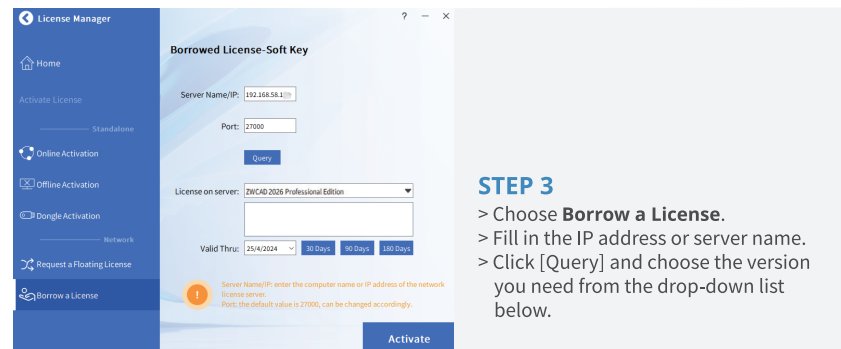 License Manager
? − ×
Home
Activate License
Standalone
Online Activation
Offline Activation
Dongle Activation
Network
Request a Floating License
Borrow a License
Borrowed License-Soft Key
Server Name/IP: 192.168.58.1
Port: 27000
Query
License on server: ZWCAD 2026 Professional Edition
Valid Thru: 25/4/2024 30 Days 90 Days 180 Days
Server Name/IP: enter the computer name or IP address of the network
license server.
Port: the default value is 27000, can be changed accordingly.
Activate
STEP 3
> Choose Borrow a License.
> Fill in the IP address or server name.
> Click [Query] and choose the version
you need from the drop-down list
below.